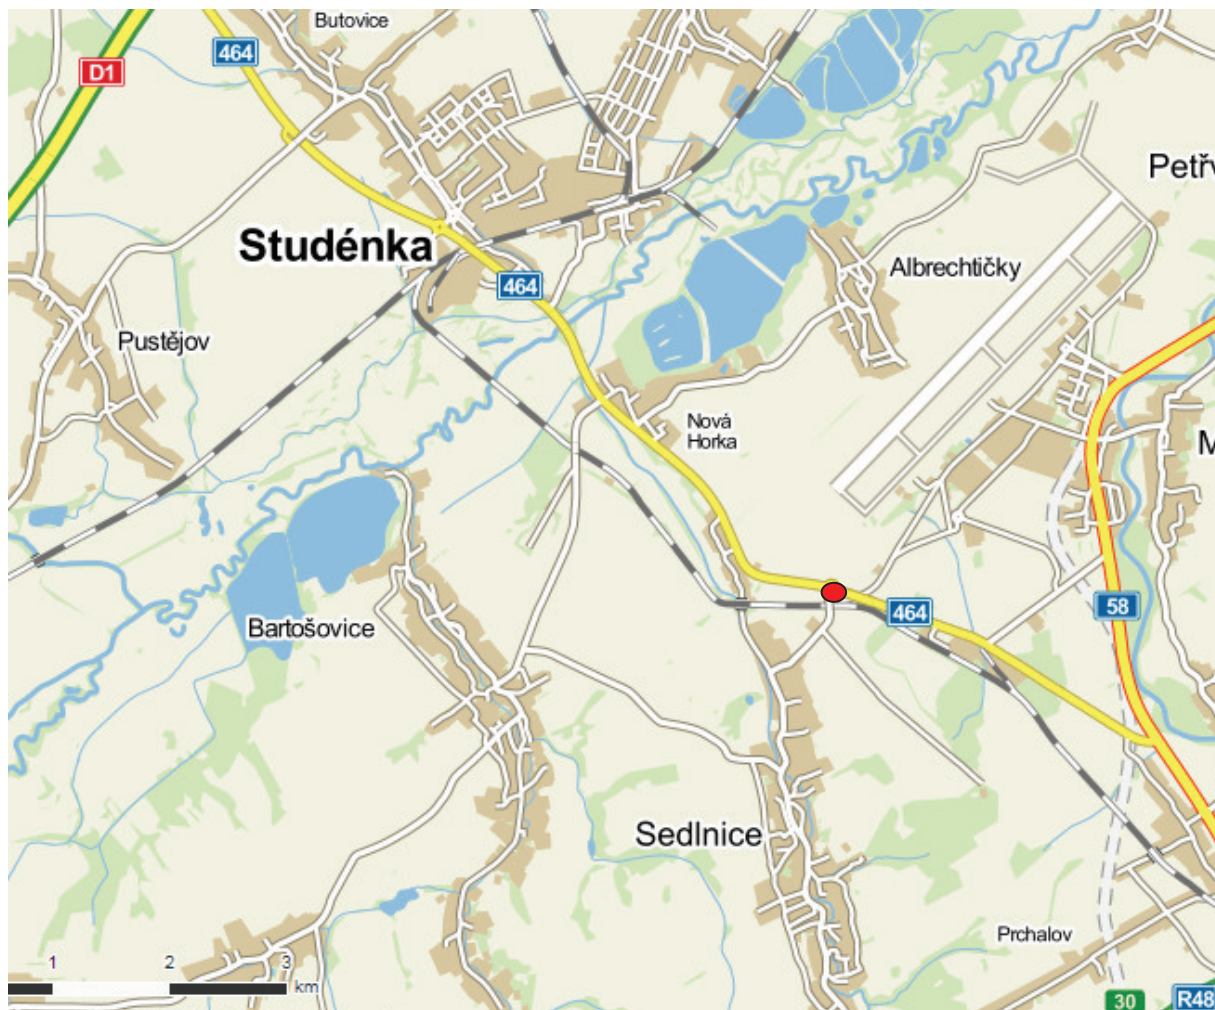 Butovice
464
D1
Petřv
Studénka
Albrechtičky
464
Pustějov
Nová
Horka
M
58
464
Bartošovice
Sedlnice
Prchalov
1 2 3
km
30
R48